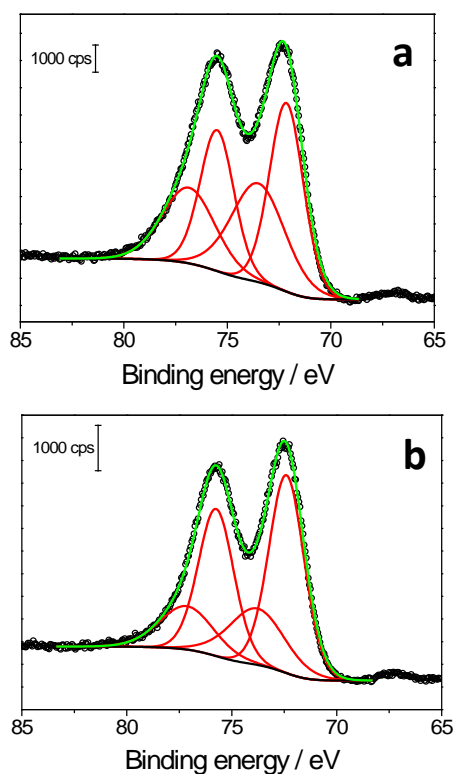 1000 cps
a
85 80 75 70 65
Binding energy / eV
1000 cps
b
85 80 75 70 65
Binding energy / eV